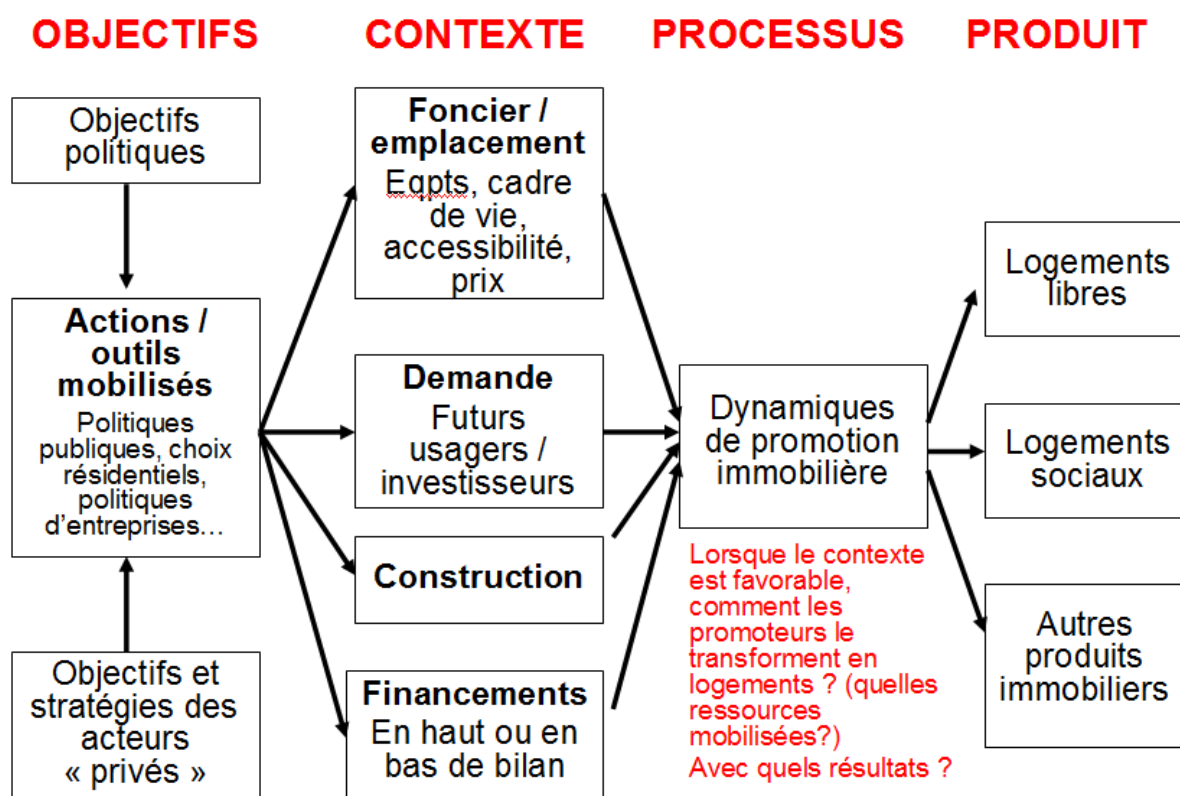 OBJECTIFS
CONTEXTE
PROCESSUS
PRODUIT
Objectifs
politiques
Actions /
outils
mobilisés
Politiques
publiques, choix
résidentiels,
politiques
d'entreprises…
Objectifs et
stratégies des
acteurs
« privés »
Foncier /
emplacement
Eqpts, cadre
de vie,
accessibilité,
prix
Demande
Futurs
usagers /
investisseurs
Construction
Financements
En haut ou en
bas de bilan
Dynamiques
de promotion
immobilière
Lorsque le contexte
est favorable,
comment les
promoteurs le
transforment en
logements ? (quelles
ressources
mobilisées?)
Avec quels résultats ?
Logements
libres
Logements
sociaux
Autres
produits
immobiliers